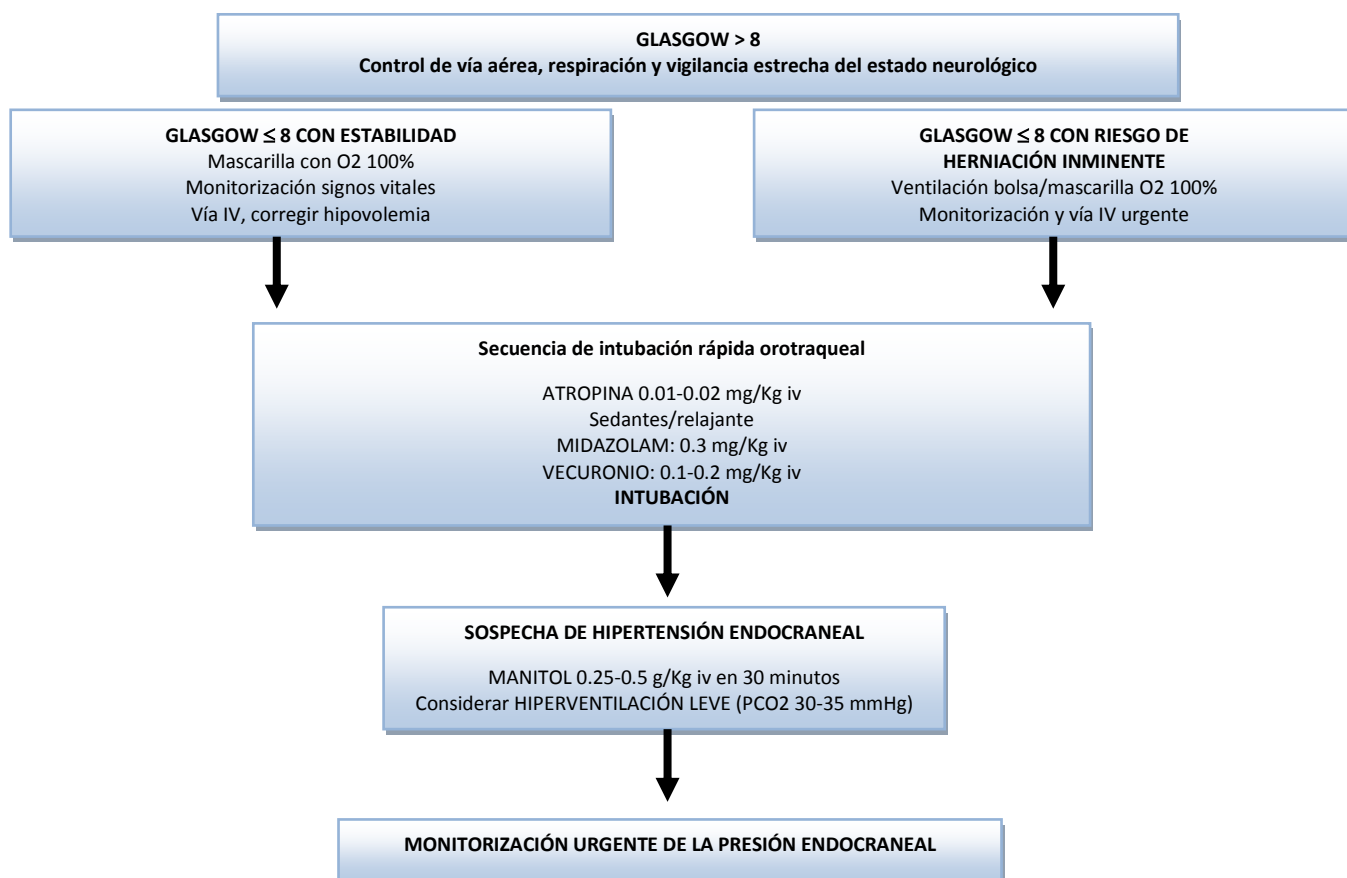 GLASGOW > 8
Control de vía aérea, respiración y vigilancia estrecha del estado neurológico
GLASGOW ≤ 8 CON ESTABILIDAD
Mascarilla con O2 100%
Monitorización signos vitales
Vía IV, corregir hipovolemia
GLASGOW ≤ 8 CON RIESGO DE
HERNIACIÓN INMINENTE
Ventilación bolsa/mascarilla O2 100%
Monitorización y vía IV urgente
Secuencia de intubación rápida orotraqueal
ATROPINA 0.01-0.02 mg/Kg iv
Sedantes/relajante
MIDAZOLAM: 0.3 mg/Kg iv
VECURONIO: 0.1-0.2 mg/Kg iv
INTUBACIÓN
SOSPECHA DE HIPERTENSIÓN ENDOCRANEAL
MANITOL 0.25-0.5 g/Kg iv en 30 minutos
Considerar HIPERVENTILACIÓN LEVE (PCO2 30-35 mmHg)
MONITORIZACIÓN URGENTE DE LA PRESIÓN ENDOCRANEAL